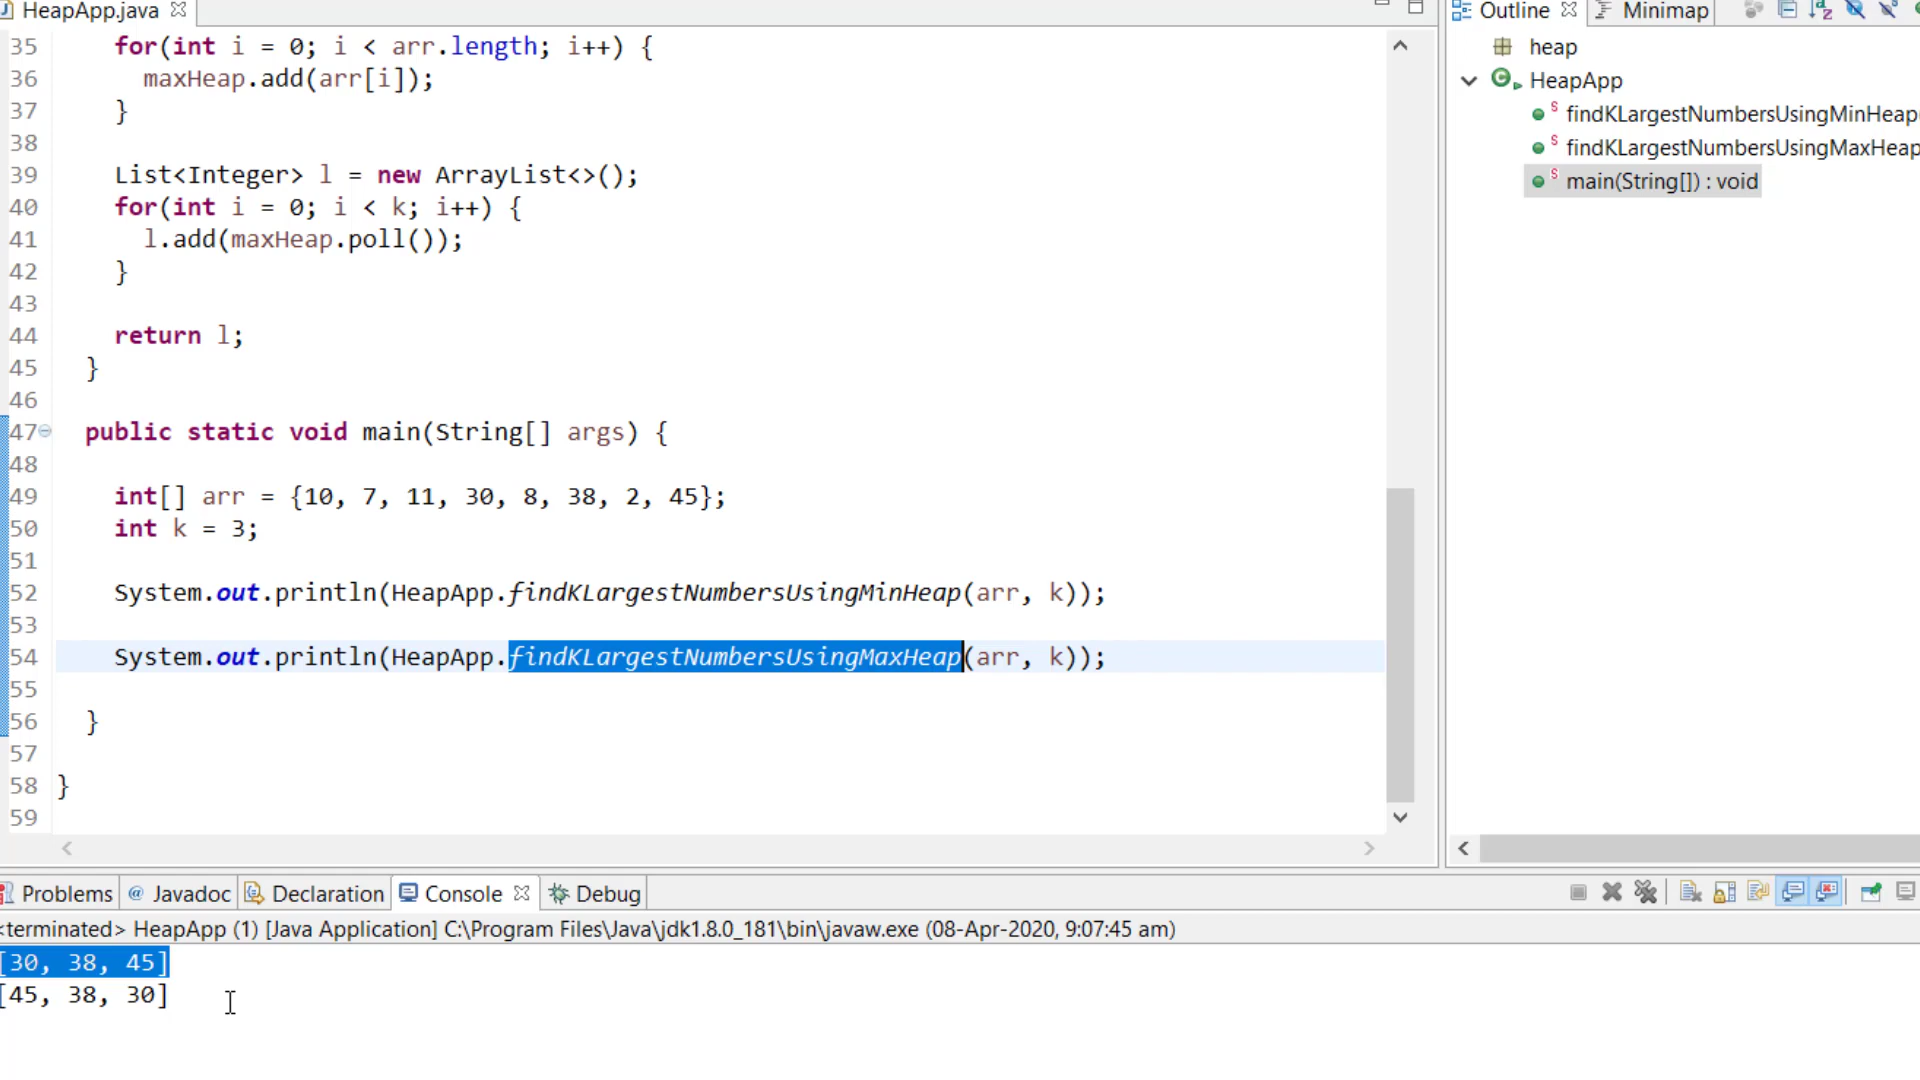 HeapApp.java
35 for(int i = 0; i < arr.length; i++) {
36 maxHeap.add(arr[i]);
37 }
38
39 List<Integer> l = new ArrayList<>();
40 for(int i = 0; i < k; i++) {
41 l.add(maxHeap.poll());
42 }
43
44 return l;
45 }
46
47 public static void main(String[] args) {
48
49 int[] arr = {10, 7, 11, 30, 8, 38, 2, 45};
50 int k = 3;
51
52 System.out.println(HeapApp.findKLargestNumbersUsingMinHeap(arr, k));
53
54 System.out.println(HeapApp.findKLargestNumbersUsingMaxHeap(arr, k));
55
56 }
57
58 }
59
Outline Minimap
heap
HeapApp
findKLargestNumbersUsingMinHeap(
findKLargestNumbersUsingMaxHeap
main(String[]) : void
Problems @ Javadoc Declaration Console Debug
<terminated> HeapApp (1) [Java Application] C:\Program Files\Java\jdk1.8.0_181\bin\javaw.exe (08-Apr-2020, 9:07:45 am)
[30, 38, 45]
[45, 38, 30]